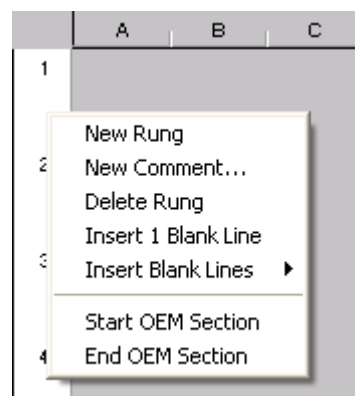 A B C
1
New Rung
2 New Comment...
Delete Rung
Insert 1 Blank Line
3 Insert Blank Lines
Start OEM Section
4 End OEM Section